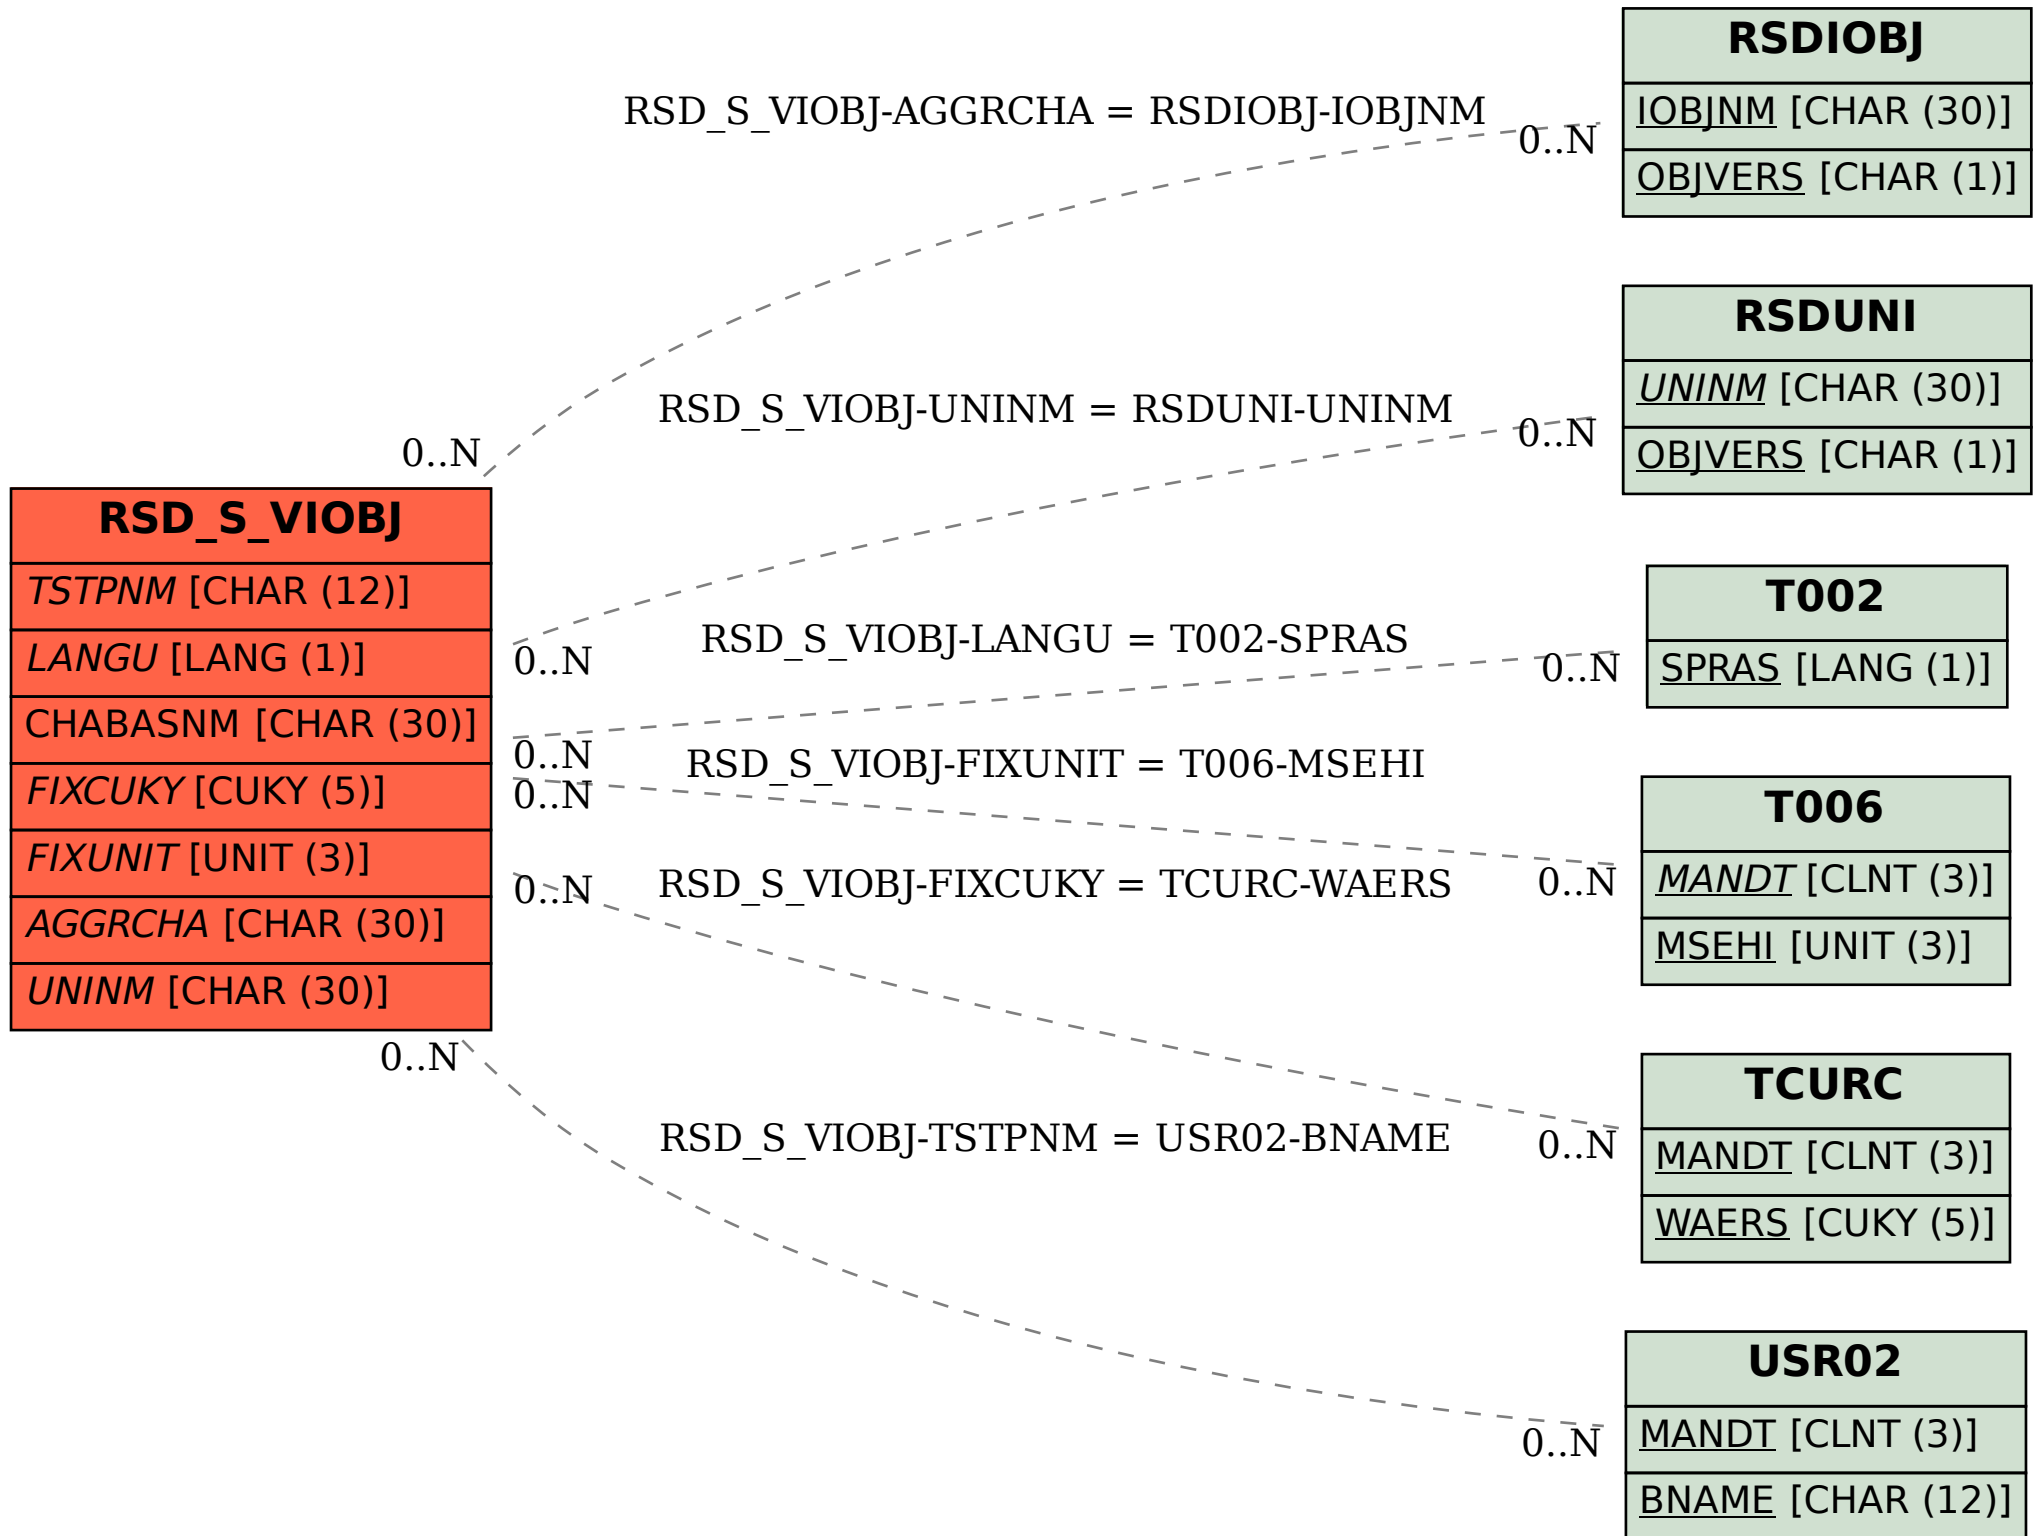 RSDIOBJ
IOBJNM [CHAR (30)]
OBJVERS [CHAR (1)]
RSD_S_VIOBJ-AGGRCHA = RSDIOBJ-IOBJNM
0..N
0..N
RSDUNI
UNINM [CHAR (30)]
OBJVERS [CHAR (1)]
RSD_S_VIOBJ-UNINM = RSDUNI-UNINM
0..N
0..N
RSD_S_VIOBJ
TSTPNM [CHAR (12)]
LANGU [LANG (1)]
CHABASNM [CHAR (30)]
FIXCUKY [CUKY (5)]
FIXUNIT [UNIT (3)]
AGGRCHA [CHAR (30)]
UNINM [CHAR (30)]
T002
SPRAS [LANG (1)]
RSD_S_VIOBJ-LANGU = T002-SPRAS
0..N
0..N
RSD_S_VIOBJ-FIXUNIT = T006-MSEHI
0..N
0..N
T006
MANDT [CLNT (3)]
MSEHI [UNIT (3)]
RSD_S_VIOBJ-FIXCUKY = TCURC-WAERS
0..N
0..N
TCURC
MANDT [CLNT (3)]
WAERS [CUKY (5)]
RSD_S_VIOBJ-TSTPNM = USR02-BNAME
0..N
0..N
USR02
MANDT [CLNT (3)]
BNAME [CHAR (12)]